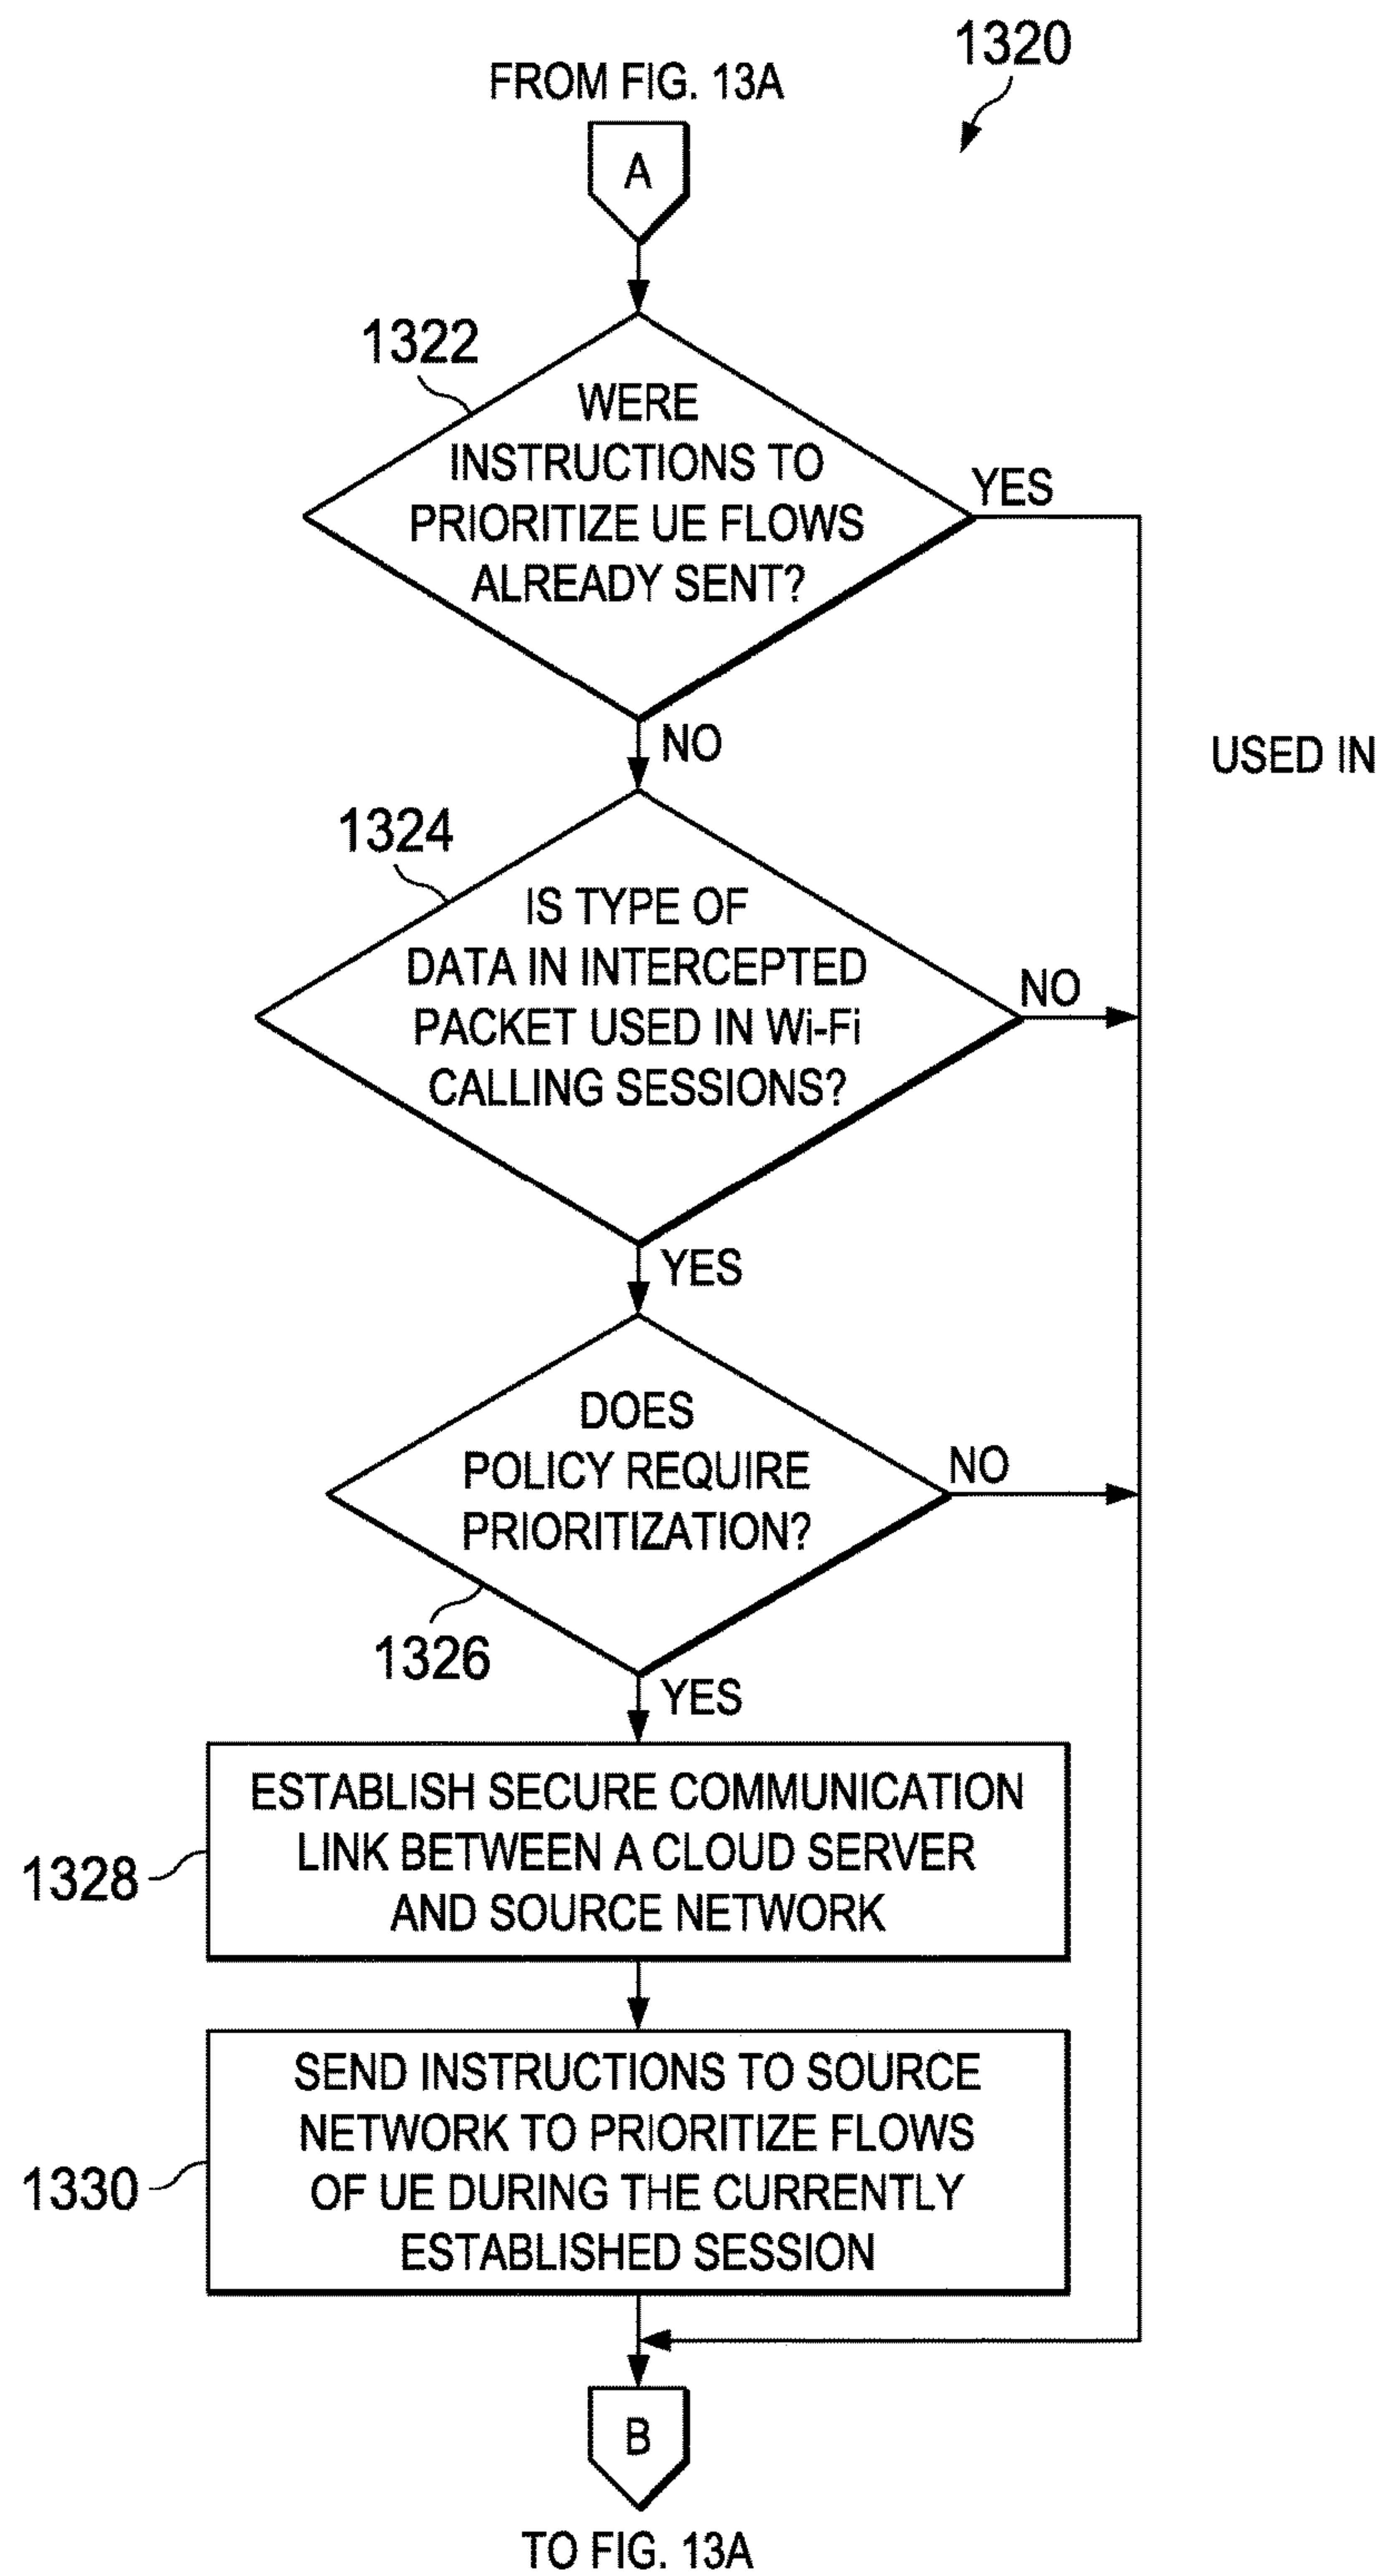 1320
FROM FIG. 13A
A
1322
WERE
INSTRUCTIONS TO
PRIORITIZE UE FLOWS
ALREADY SENT?
YES
NO
USED IN
1324
IS TYPE OF
DATA IN INTERCEPTED
PACKET USED IN Wi-Fi
CALLING SESSIONS?
NO
YES
DOES
POLICY REQUIRE
PRIORITIZATION?
NO
1326
YES
ESTABLISH SECURE COMMUNICATION
LINK BETWEEN A CLOUD SERVER
AND SOURCE NETWORK
1328
SEND INSTRUCTIONS TO SOURCE
NETWORK TO PRIORITIZE FLOWS
OF UE DURING THE CURRENTLY
ESTABLISHED SESSION
1330
B
TO FIG. 13A